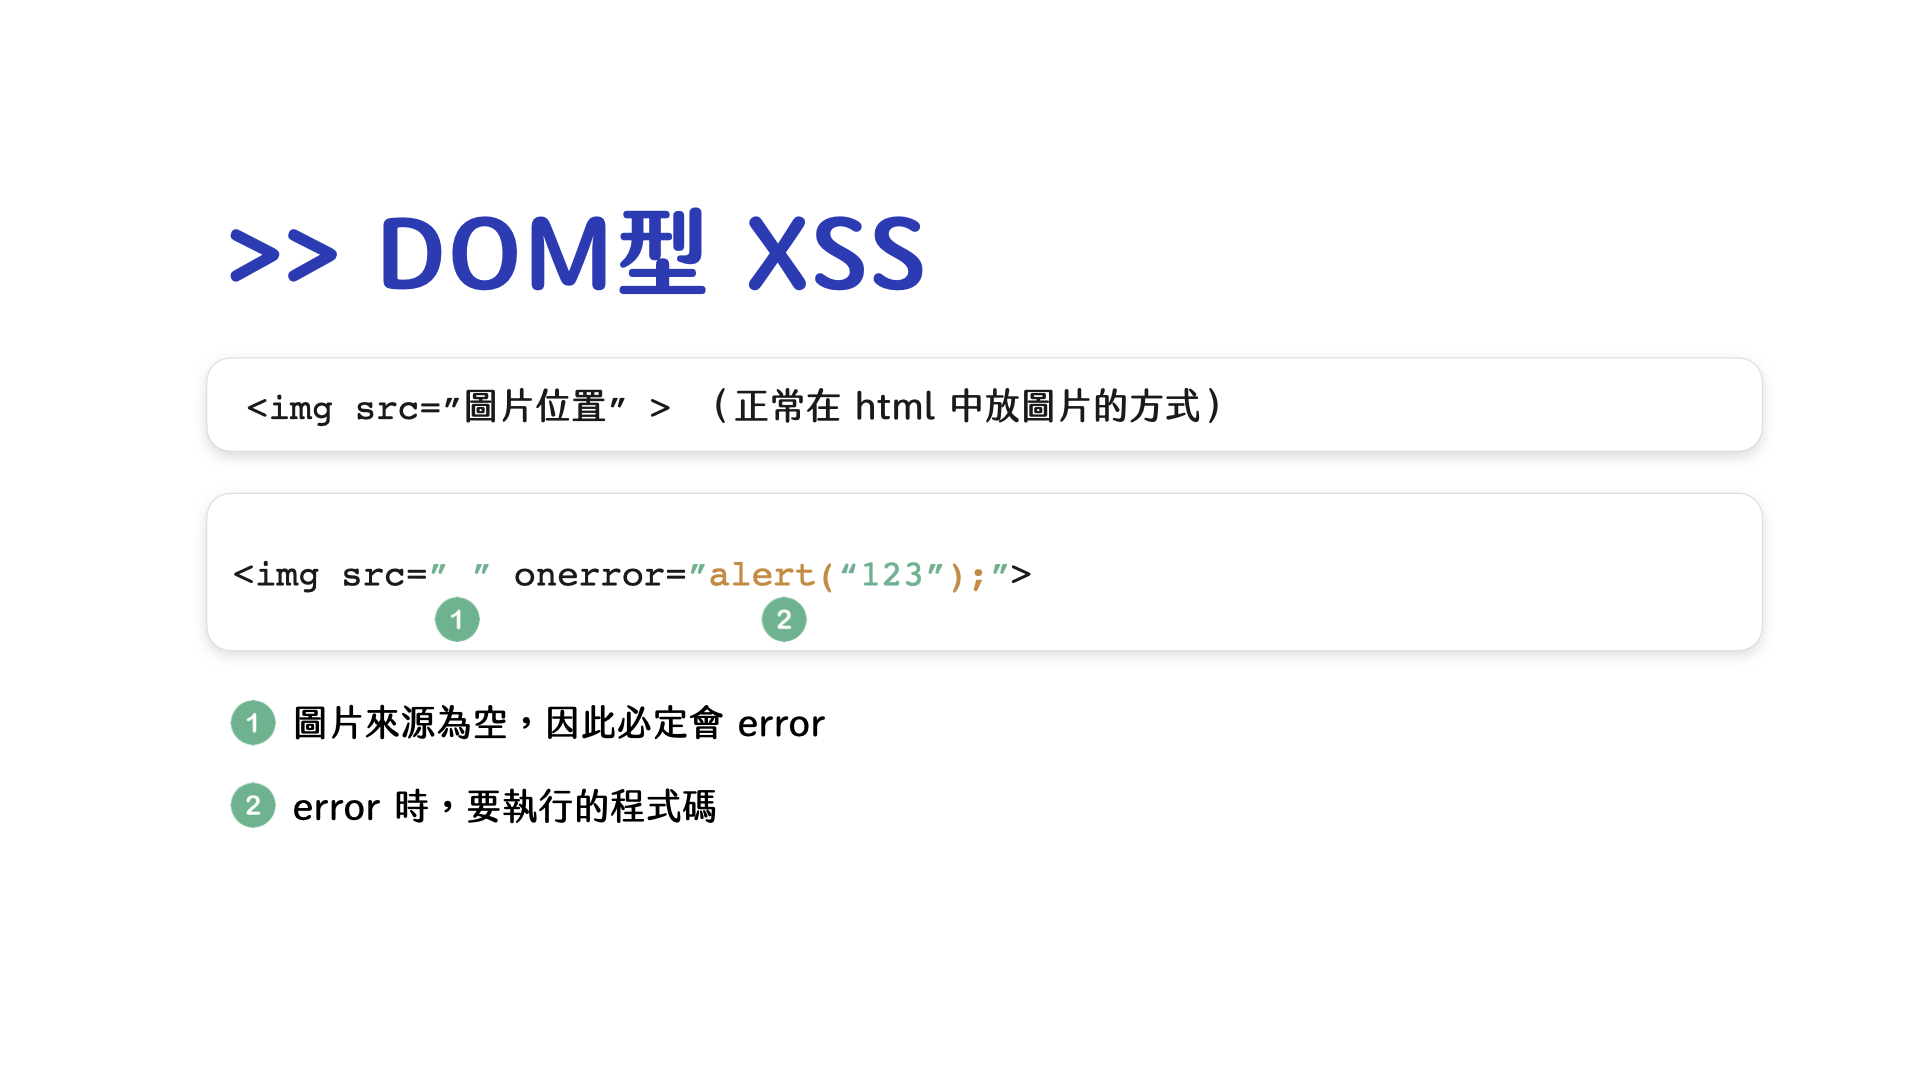 >> DOM型 XSS
<img src=”圖片位置” > （正常在 html 中放圖片的方式）
<img src=” ” onerror=”alert(“123”);”>
1 2
1 圖片來源為空，因此必定會 error
2 error 時，要執行的程式碼